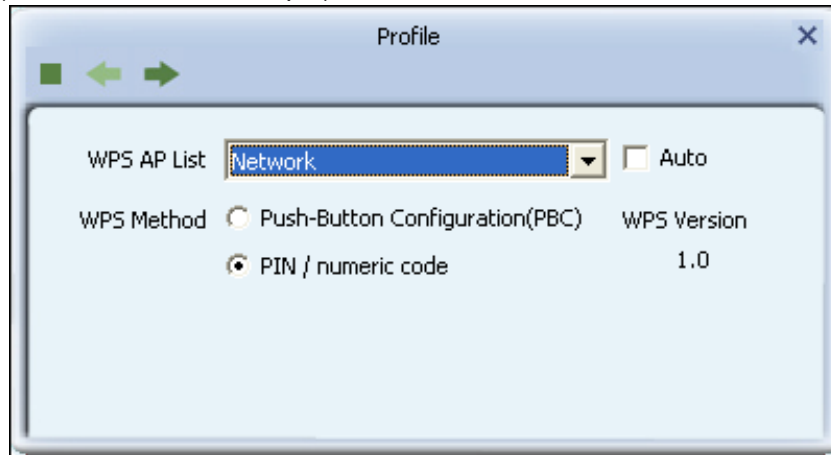 Profile
WPS AP List Network Auto
WPS Method Push-Button Configuration(PBC) WPS Version
PIN / numeric code 1.0